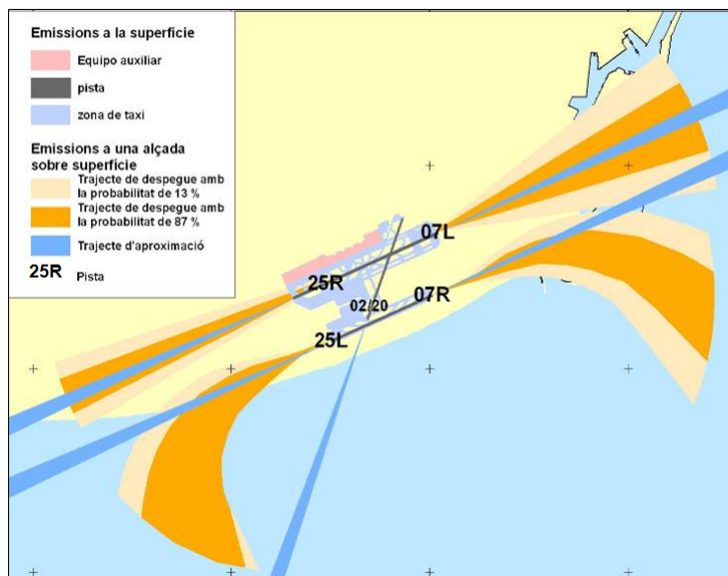 Emissions a la superfície
Equipo auxiliar
pista
zona de taxi
Emissions a una alçada
sobre superfície
Trajecte de despegue amb
la probabilitat de 13 %
Trajecte de despegue amb
la probabilitat de 87 %
Trajecte d'aproximació
25R Pista
07L
25R
07R
02/20
25L